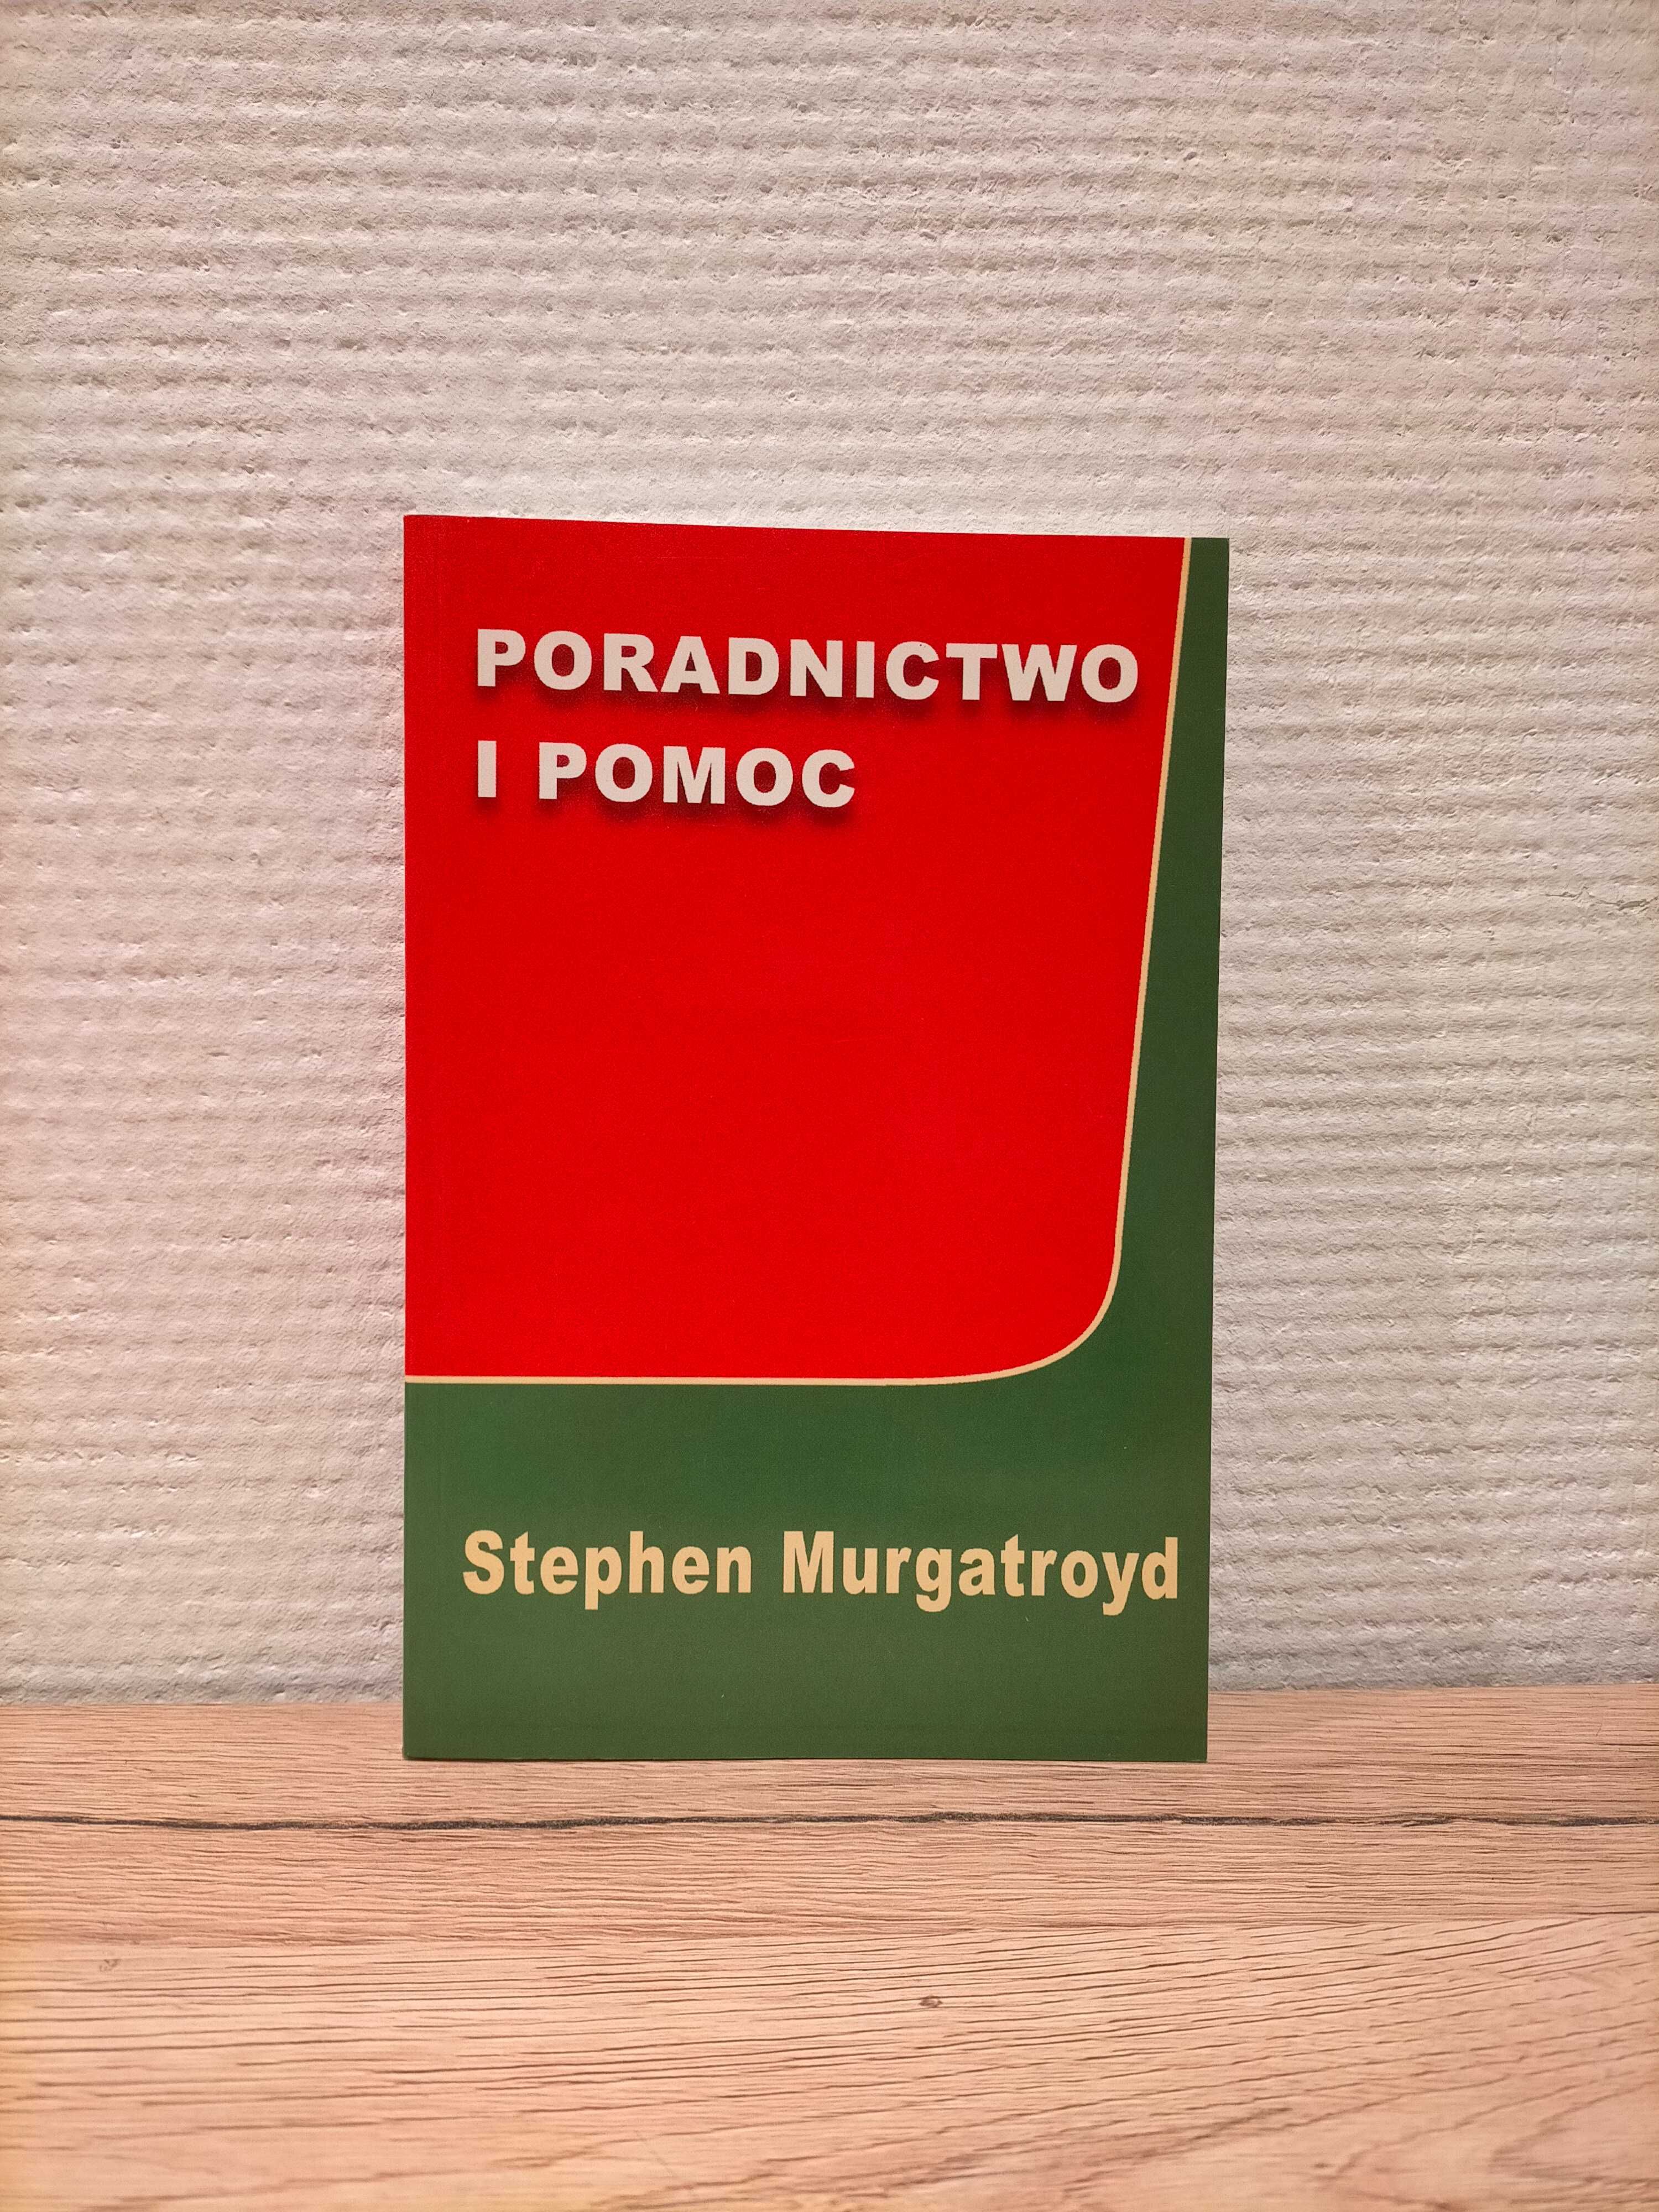 PORADNICTWO
I POMOC
Stephen Murgatroyd